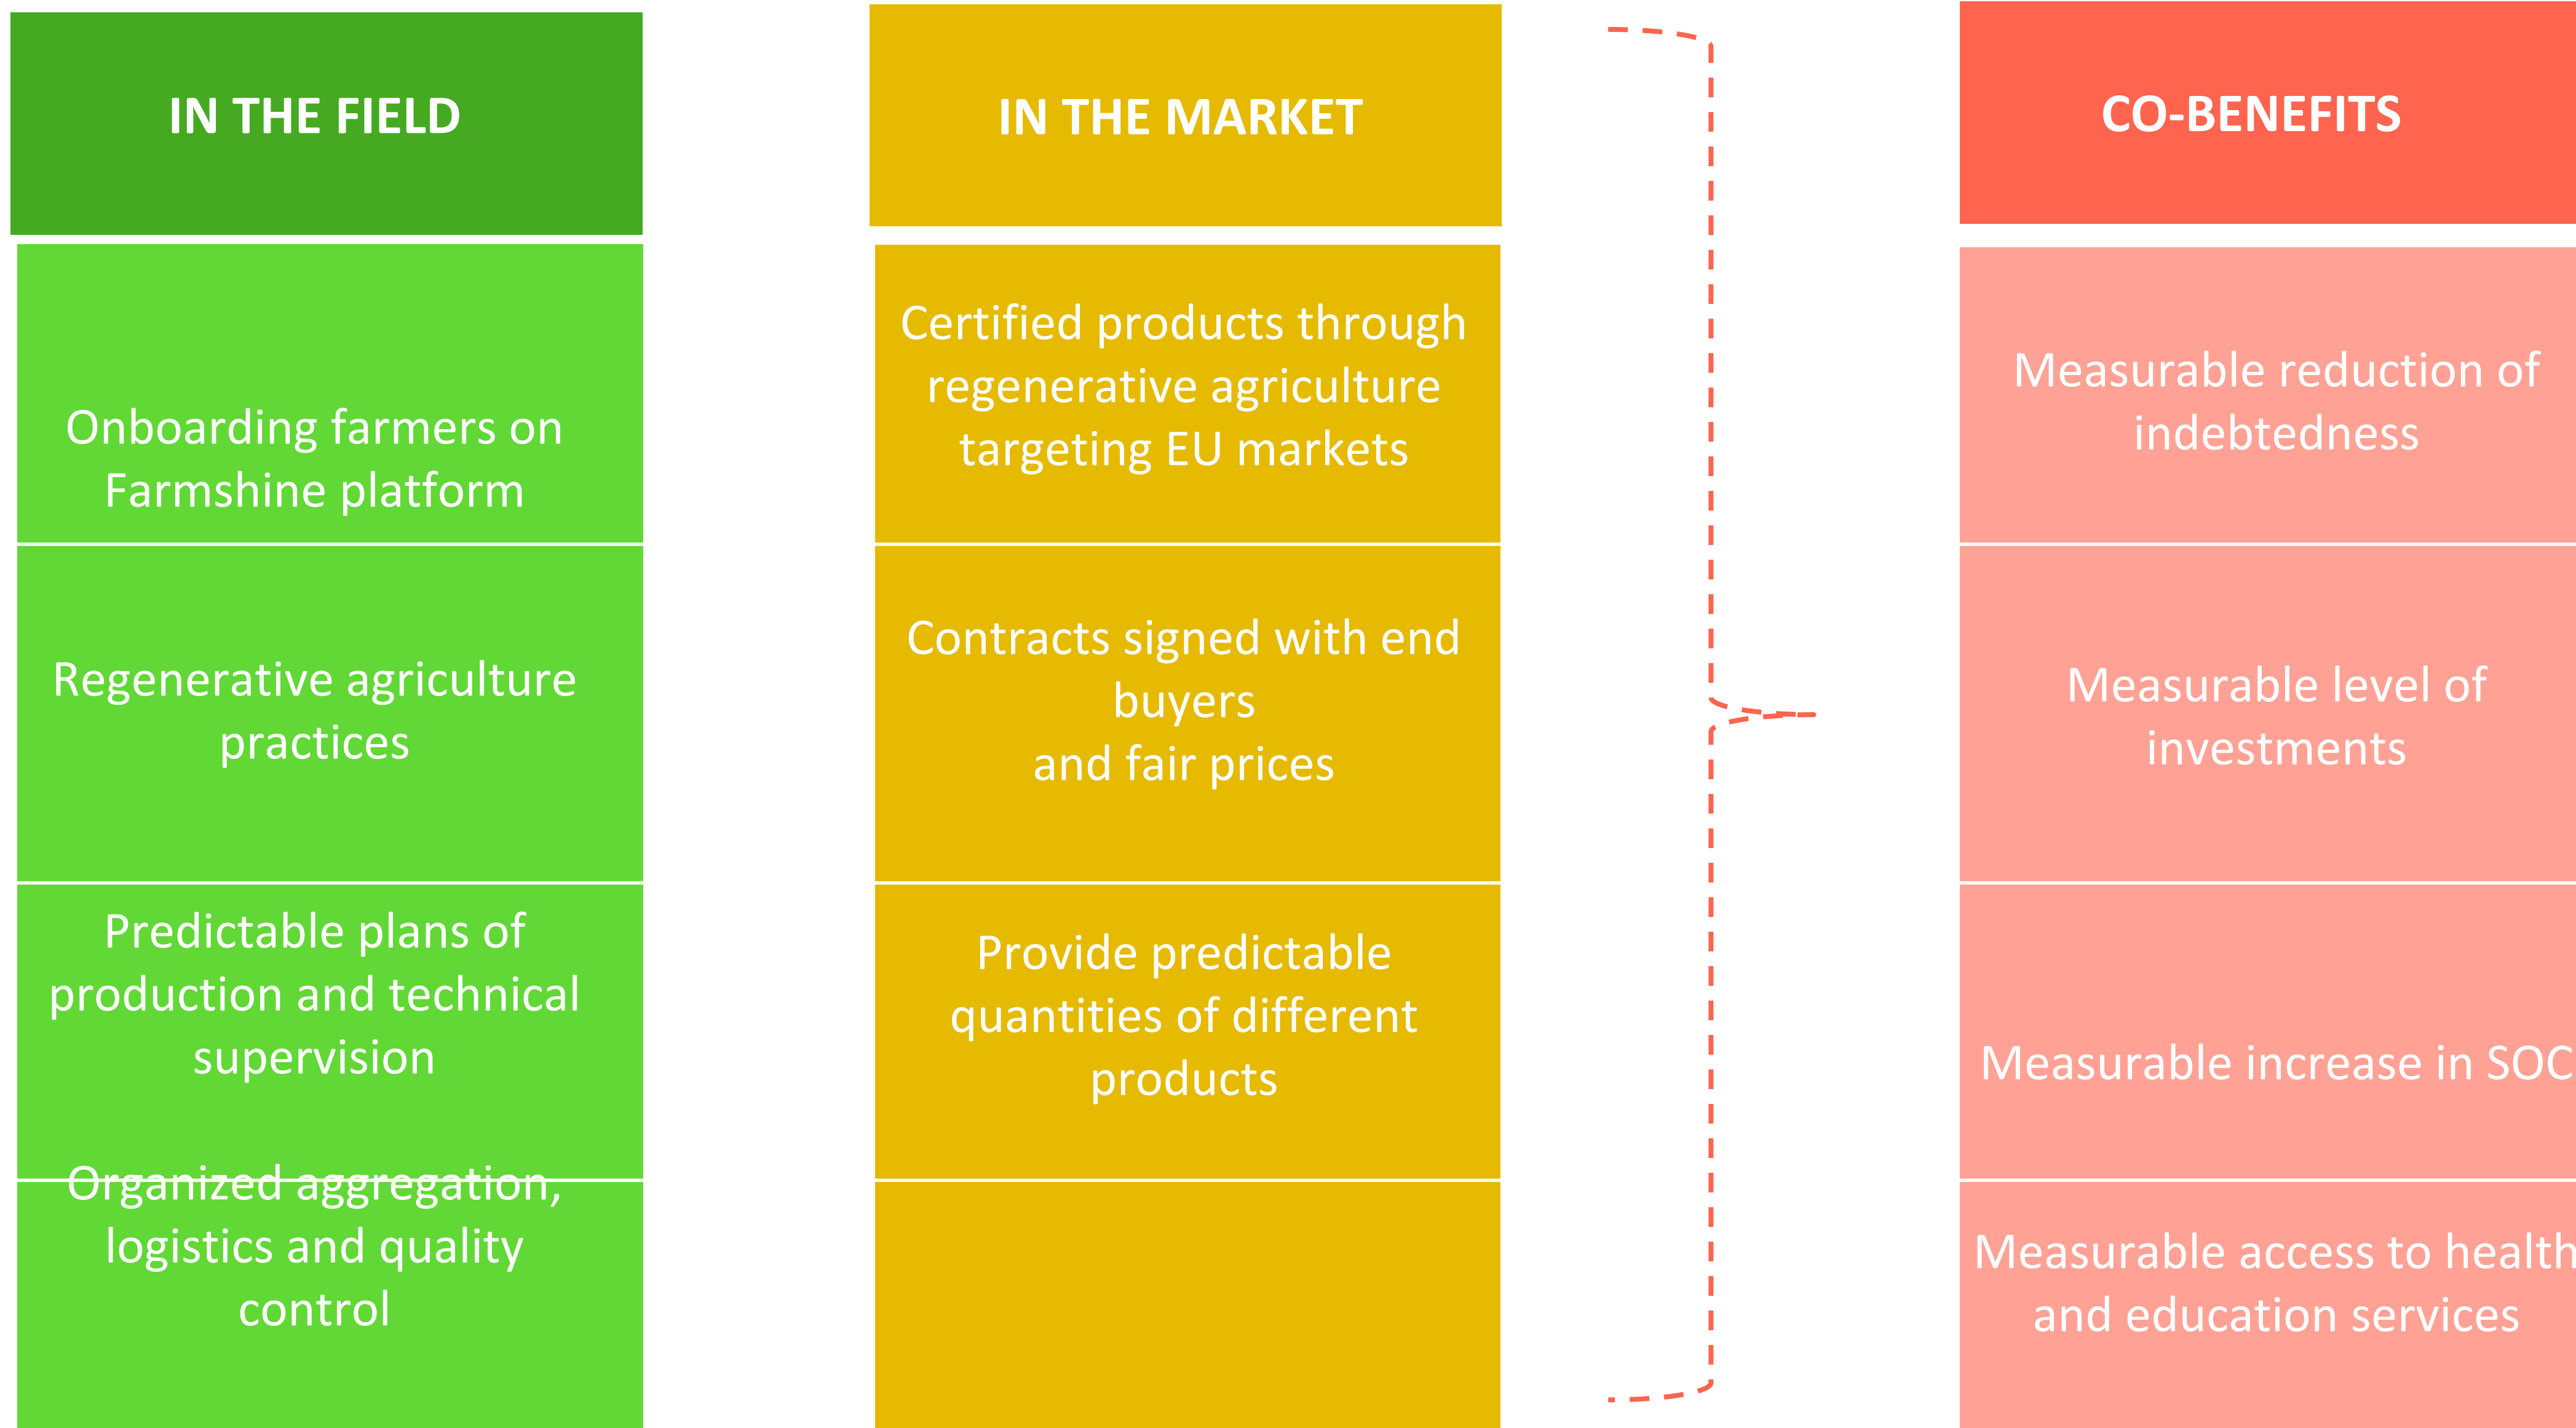 IN THE FIELD
Onboarding farmers on
Farmshine platform
Regenerative agriculture
practices
Predictable plans of
production and technical
supervision
Organized aggregation,
logistics and quality
control
IN THE MARKET
Certified products through
regenerative agriculture
targeting EU markets
Contracts signed with end
buyers
and fair prices
Provide predictable
quantities of different
products
CO-BENEFITS
Measurable reduction of
indebtedness
Measurable level of
investments
Measurable increase in SOC
Measurable access to health
and education services